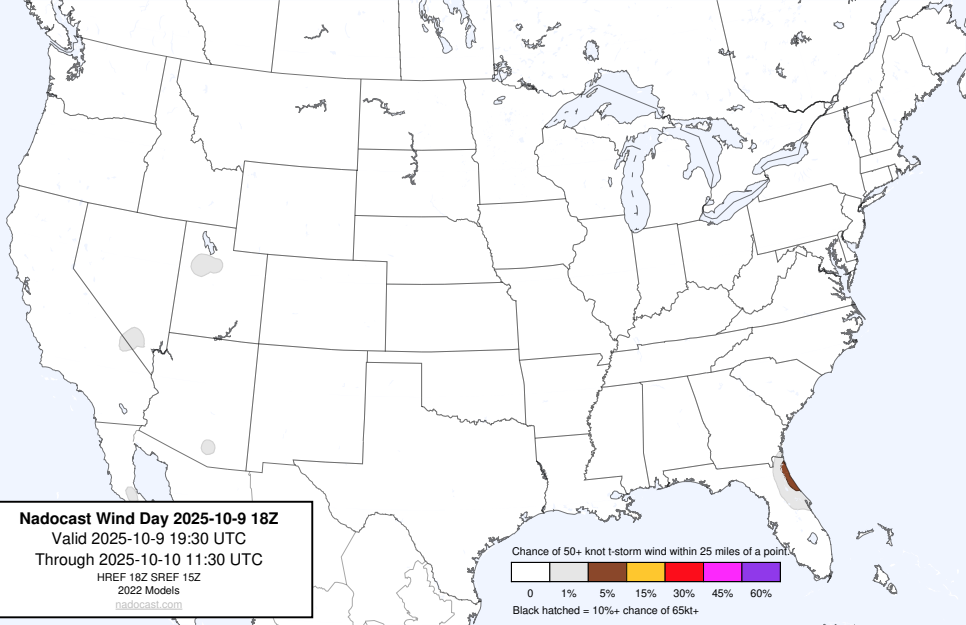 Nadocast Wind Day 2025-10-9 18Z
Valid 2025-10-9 19:30 UTC
Through 2025-10-10 11:30 UTC
HREF 18Z SREF 15Z
2022 Models
nadocast.com
Chance of 50+ knot t-storm wind within 25 miles of a point.
0 1% 5% 15% 30% 45% 60%
Black hatched = 10%+ chance of 65kt+